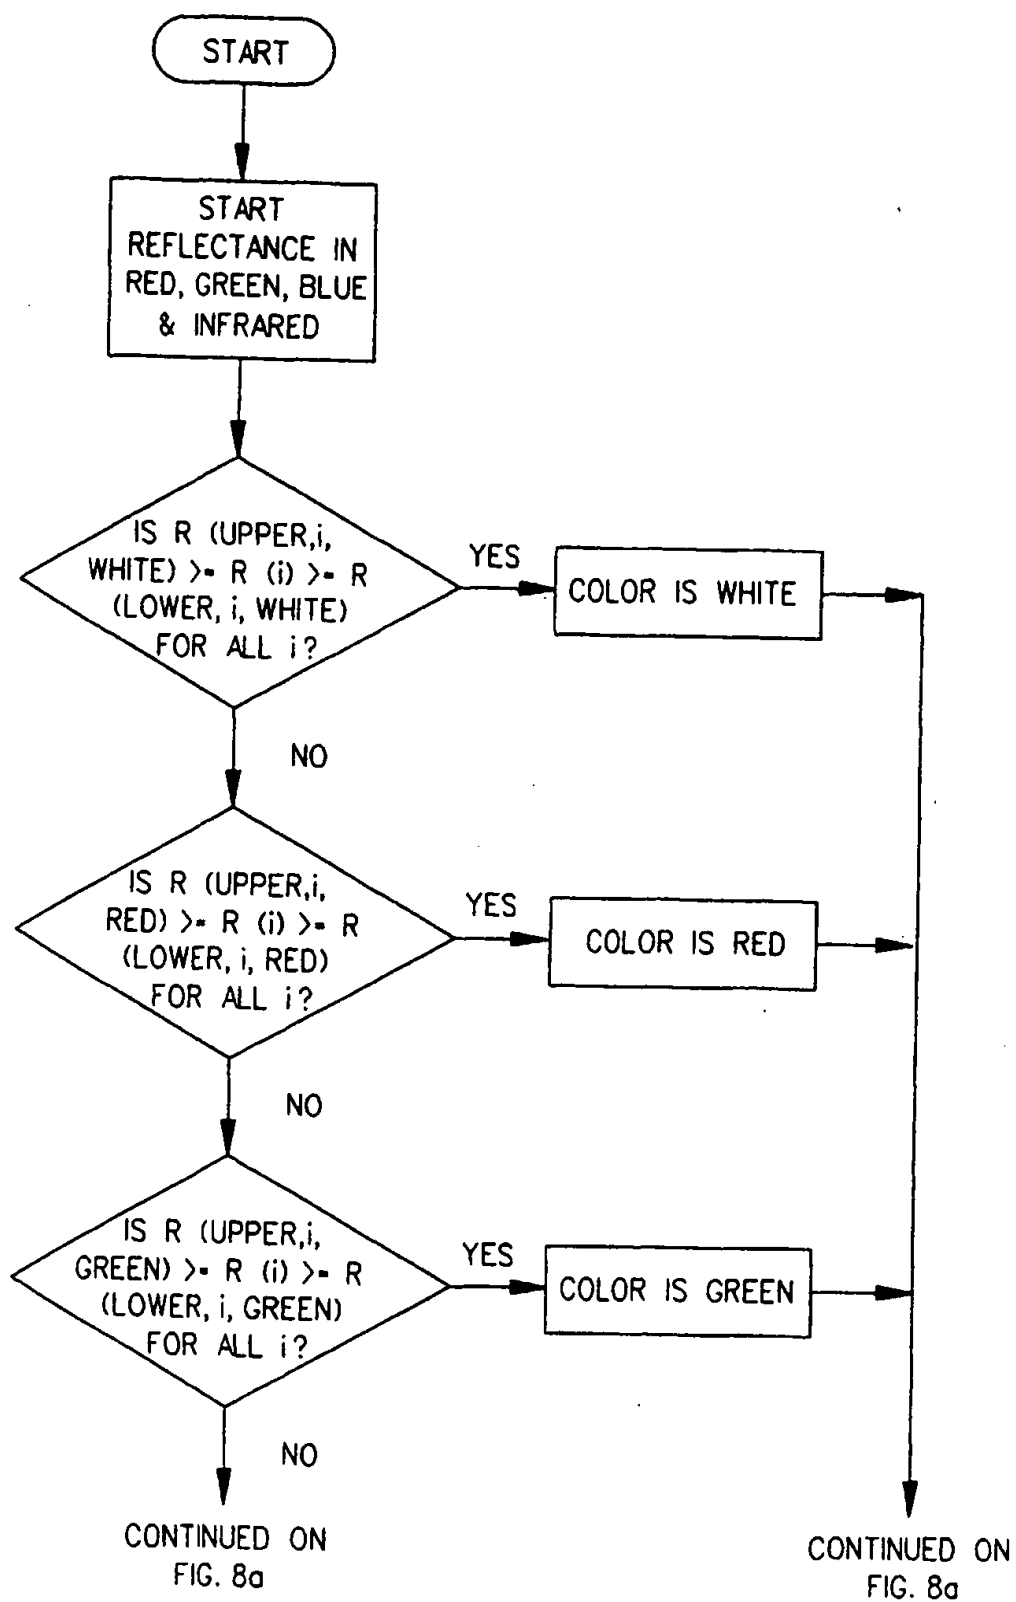 START
START
REFLECTANCE IN
RED, GREEN, BLUE
& INFRARED
IS R (UPPER,i,
WHITE) >= R (i) >= R
(LOWER, i, WHITE)
FOR ALL i?
YES
COLOR IS WHITE
NO
IS R (UPPER,i,
RED) >= R (i) >= R
(LOWER, i, RED)
FOR ALL i?
YES
COLOR IS RED
NO
IS R (UPPER,i,
GREEN) >= R (i) >= R
(LOWER, i, GREEN)
FOR ALL i?
YES
COLOR IS GREEN
NO
CONTINUED ON
FIG. 8a
CONTINUED ON
FIG. 8a